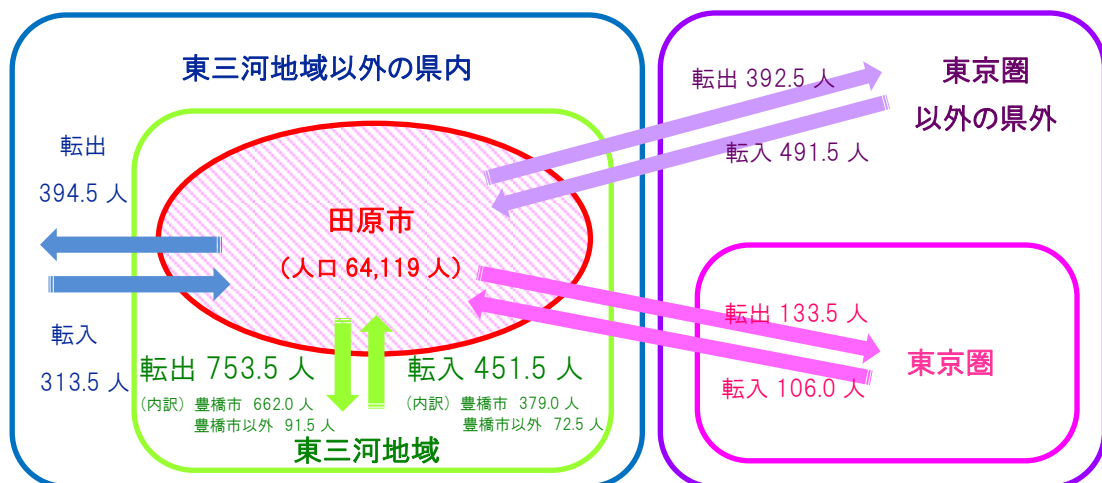 東三河地域以外の県内
転出
394.5 人
転入
313.5 人
田原市
（人口 64,119 人）
転出 753.5 人
（内訳）豊橋市 662.0 人
豊橋市以外 91.5 人
転入 451.5 人
（内訳）豊橋市 379.0 人
豊橋市以外 72.5 人
東三河地域
転出 392.5 人
転入 491.5 人
東京圏
以外の県外
転出 133.5 人
転入 106.0 人
東京圏